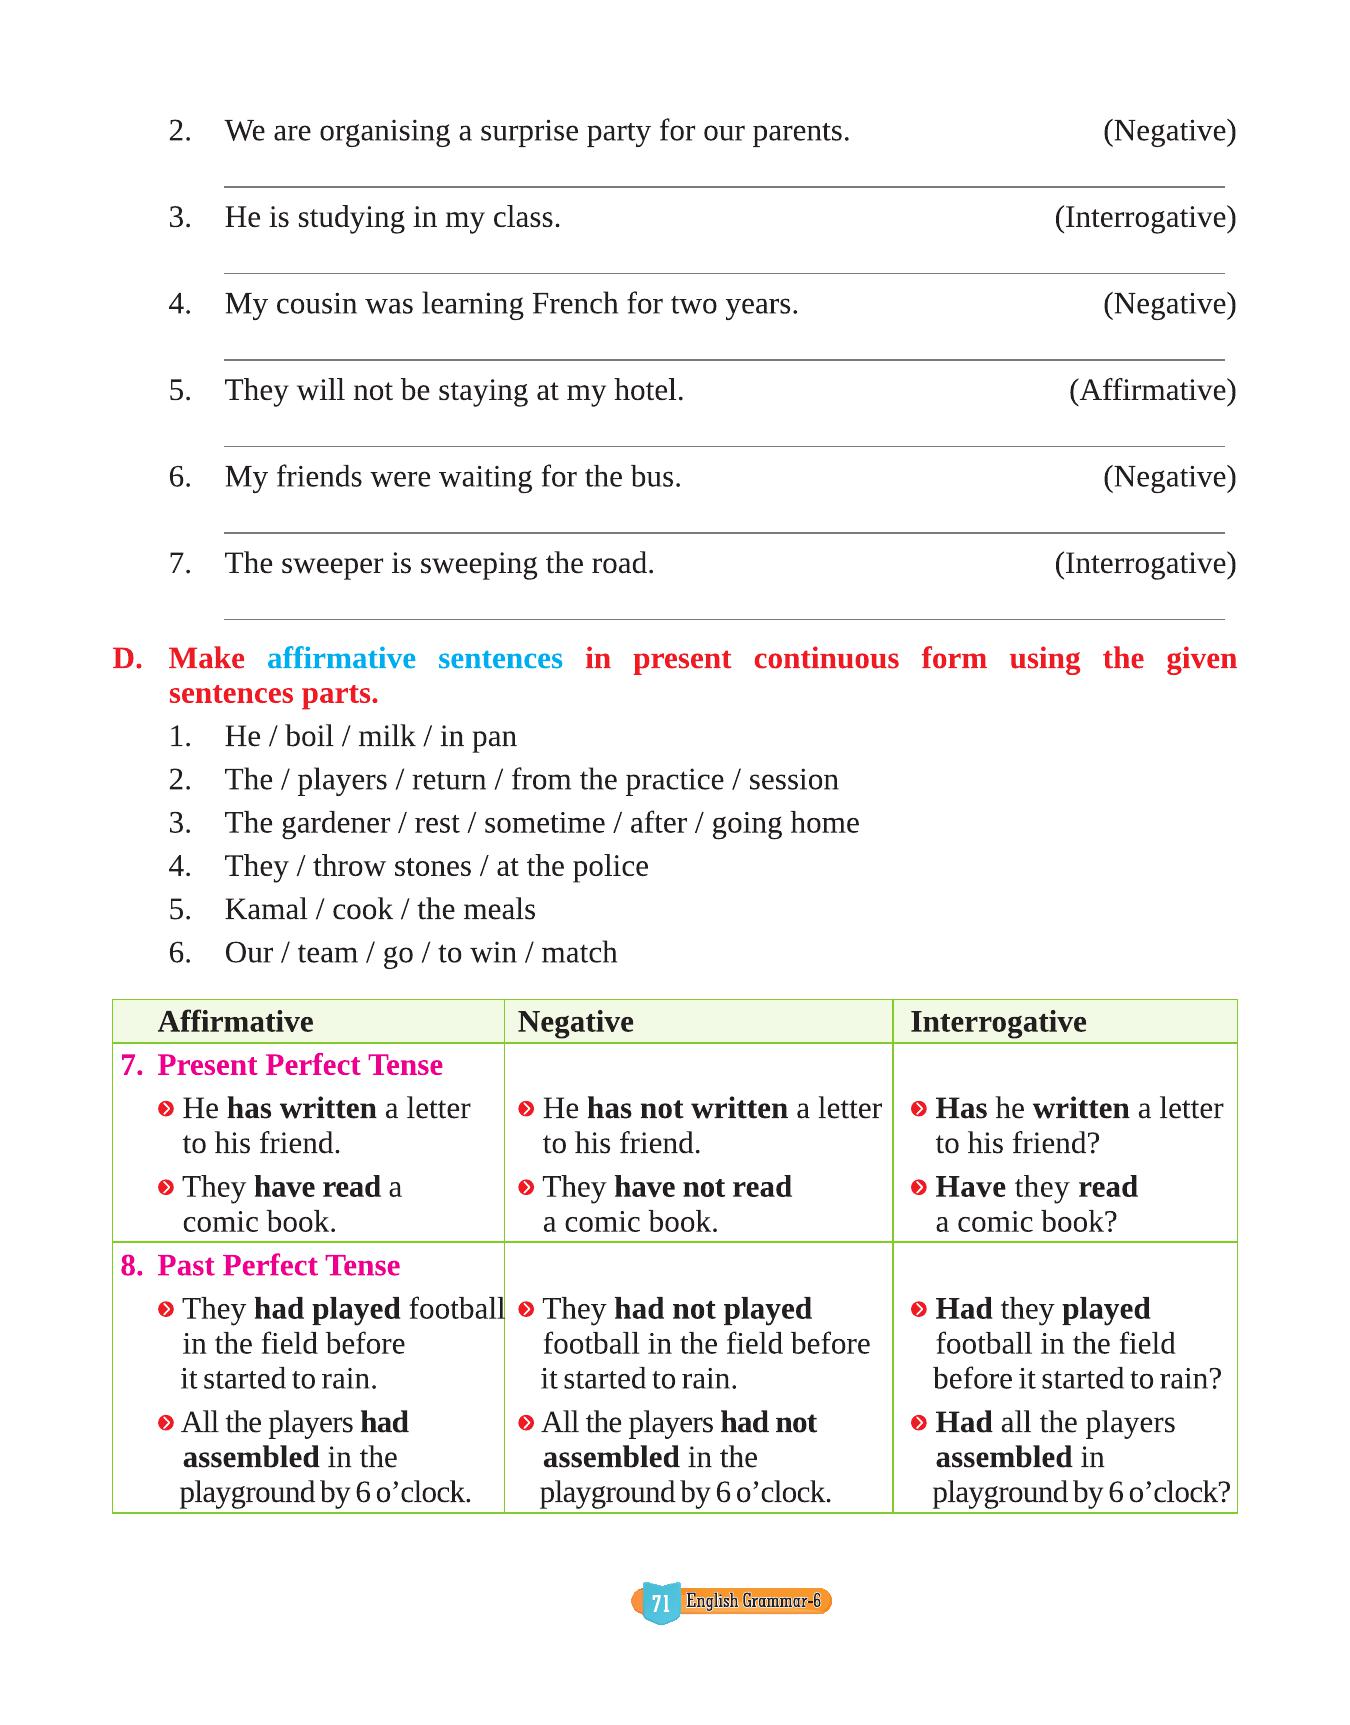 2. We are organising a surprise party for our parents. (Negative)
3. He is studying in my class. (Interrogative)
4. My cousin was learning French for two years. (Negative)
5. They will not be staying at my hotel. (Affirmative)
6. My friends were waiting for the bus. (Negative)
7. The sweeper is sweeping the road. (Interrogative)
D. Make affirmative sentences in present continuous form using the given
sentences parts.
1. He / boil / milk / in pan
2. The / players / return / from the practice / session
3. The gardener / rest / sometime / after / going home
4. They / throw stones / at the police
5. Kamal / cook / the meals
6. Our / team / go / to win / match
Affirmative Negative Interrogative
7. Present Perfect Tense
He has written a letter
to his friend.
They have read a
comic book.
He has not written a letter
to his friend.
They have not read
a comic book.
Has he written a letter
to his friend?
Have they read
a comic book?
8. Past Perfect Tense
They had played football
in the field before
it started to rain.
All the players had
assembled in the
playground by 6 o’clock.
They had not played
football in the field before
it started to rain.
All the players had not
assembled in the
playground by 6 o’clock.
Had they played
football in the field
before it started to rain?
Had all the players
assembled in
playground by 6 o’clock?
71 English Grammar-6